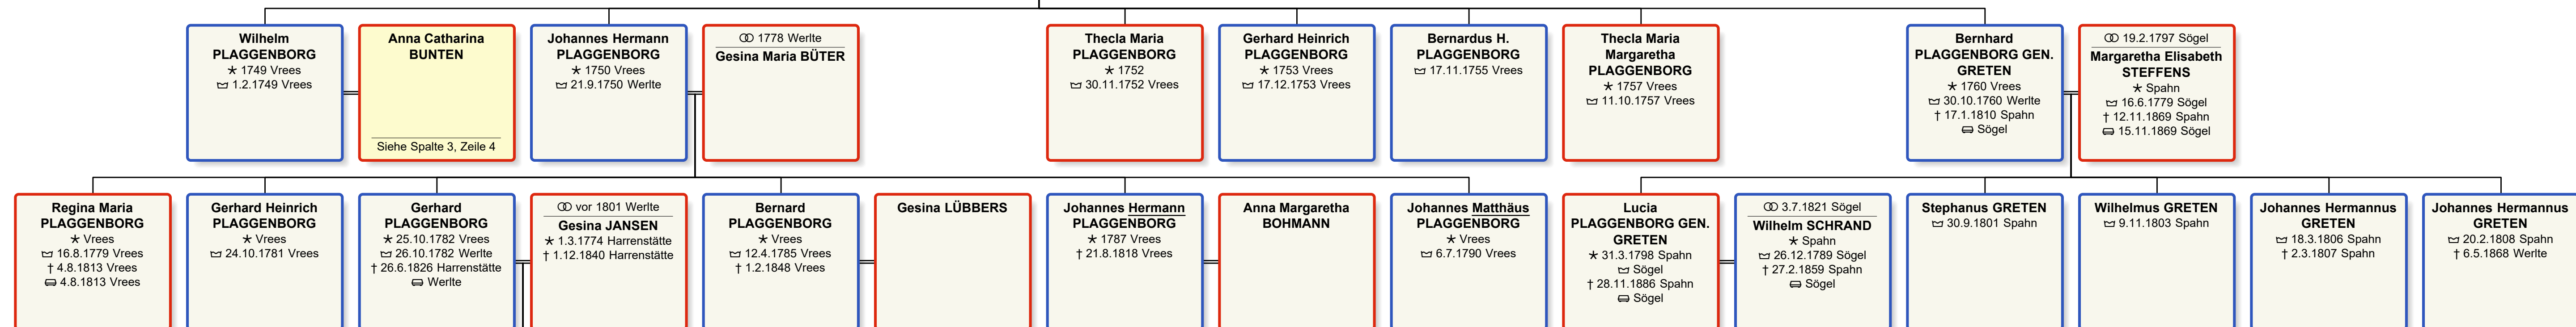 Wilhelm
PLAGGENBORG
* 1749 Vrees
1.2.1749 Vrees
Anna Catharina
BUNTEN
Siehe Spalte 3, Zeile 4
Johannes Hermann
PLAGGENBORG
* 1750 Vrees
21.9.1750 Werlte
1778 Werlte
Gesina Maria BÜTER
Thecla Maria
PLAGGENBORG
* 1752
30.11.1752 Vrees
Gerhard Heinrich
PLAGGENBORG
* 1753 Vrees
17.12.1753 Vrees
Bernardus H.
PLAGGENBORG
17.11.1755 Vrees
Thecla Maria
Margaretha
PLAGGENBORG
* 1757 Vrees
11.10.1757 Vrees
Bernhard
PLAGGENBORG GEN.
GRETEN
* 1760 Vrees
30.10.1760 Werlte
† 17.1.1810 Spahn
Sögel
19.2.1797 Sögel
Margaretha Elisabeth
STEFFENS
* Spahn
16.6.1779 Sögel
† 12.11.1869 Spahn
15.11.1869 Sögel
Regina Maria
PLAGGENBORG
* Vrees
16.8.1779 Vrees
† 4.8.1813 Vrees
4.8.1813 Vrees
Gerhard Heinrich
PLAGGENBORG
* Vrees
24.10.1781 Vrees
Gerhard
PLAGGENBORG
* 25.10.1782 Vrees
26.10.1782 Werlte
† 26.6.1826 Harrenstätte
Werlte
vor 1801 Werlte
Gesina JANSEN
* 1.3.1774 Harrenstätte
† 1.12.1840 Harrenstätte
Bernard
PLAGGENBORG
* Vrees
12.4.1785 Vrees
† 1.2.1848 Vrees
Gesina LÜBBERS
Johannes Hermann
PLAGGENBORG
* 1787 Vrees
† 21.8.1818 Vrees
Anna Margaretha
BOHMANN
Johannes Matthäus
PLAGGENBORG
* Vrees
6.7.1790 Vrees
Lucia
PLAGGENBORG GEN.
GRETEN
* 31.3.1798 Spahn
Sögel
† 28.11.1886 Spahn
Sögel
3.7.1821 Sögel
Wilhelm SCHRAND
* Spahn
26.12.1789 Sögel
† 27.2.1859 Spahn
Sögel
Stephanus GRETEN
30.9.1801 Spahn
Wilhelmus GRETEN
9.11.1803 Spahn
Johannes Hermannus
GRETEN
18.3.1806 Spahn
† 2.3.1807 Spahn
Johannes Hermannus
GRETEN
20.2.1808 Spahn
† 6.5.1868 Werlte